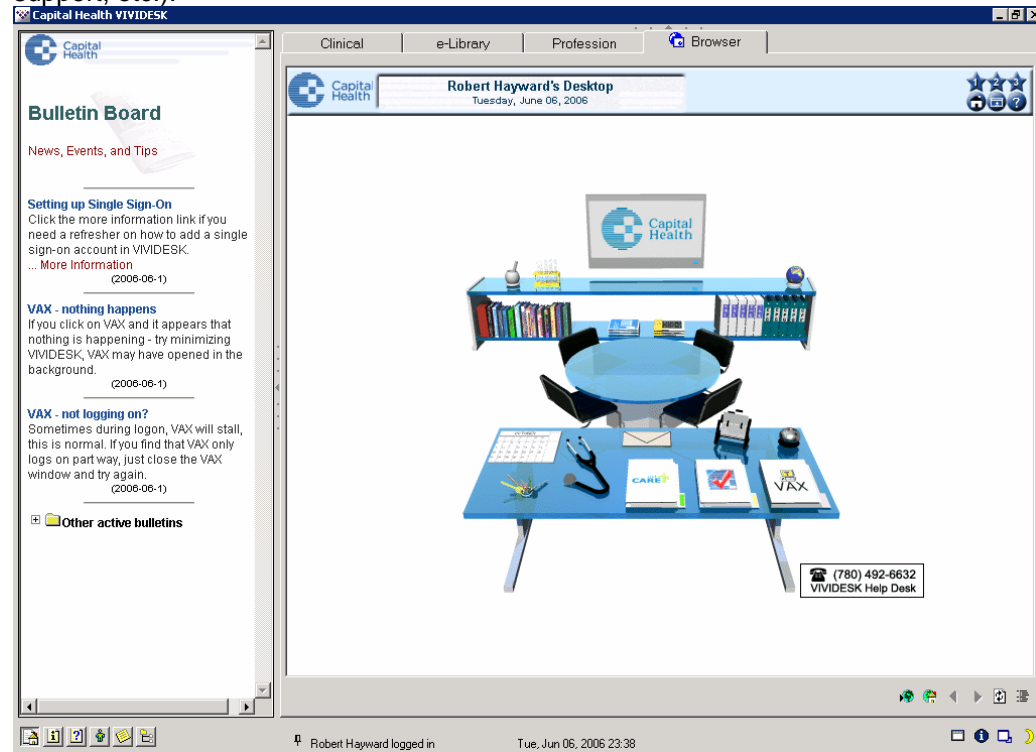 support, etc.).
Capital Health VIVIDESK
Capital
Health
Bulletin Board
News, Events, and Tips
Setting up Single Sign-On
Click the more information link if you
need a refresher on how to add a single
sign-on account in VIVIDESK.
... More Information
(2006-06-1)
VAX - nothing happens
If you click on VAX and it appears that
nothing is happening - try minimizing
VIVIDESK, VAX may have opened in the
background.
(2006-06-1)
VAX - not logging on?
Sometimes during logon, VAX will stall,
this is normal. If you find that VAX only
logs on part way, just close the VAX
window and try again.
(2006-06-1)
Other active bulletins
Clinical
e-Library
Profession
Browser
Capital
Health
Robert Hayward's Desktop
Tuesday, June 06, 2006
1 2 3
?
Capital
Health
CARE
VAX
(780) 492-6632
VIVIDESK Help Desk
Robert Hayward logged in
Tue, Jun 06, 2006 23:38